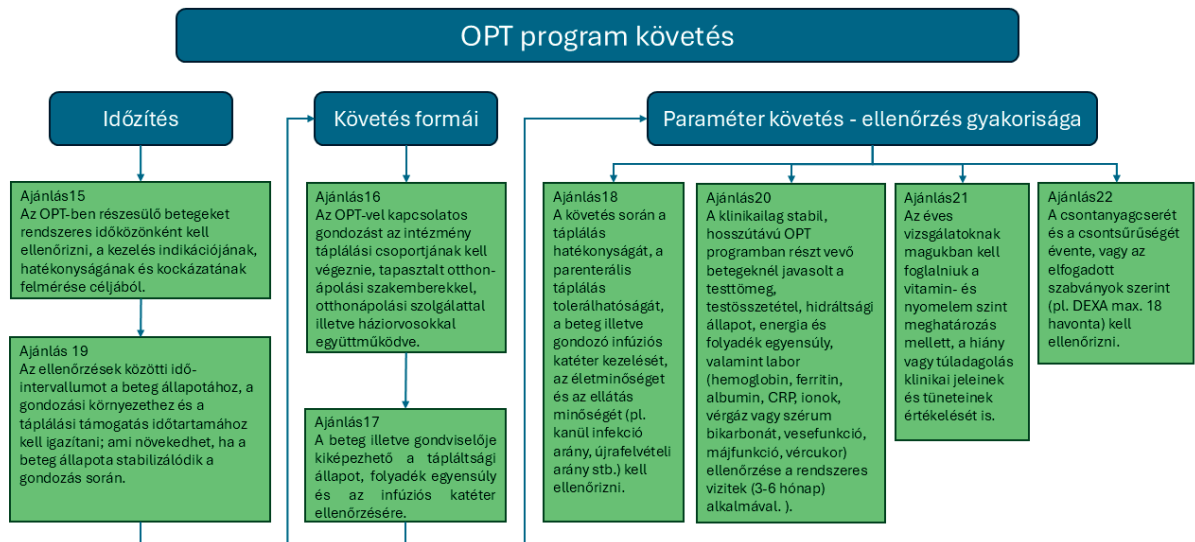 OPT program követés
Időzítés
Ajánlás15
Az OPT-ben részesülő betegeket
rendszeres időközönként kell
ellenőrizni, a kezelés indikációjának,
hatékonyságának és kockázatának
felmérése céljából.
Ajánlás 19
Az ellenőrzések közötti idő-
intervallumot a beteg állapotához, a
gondozási környezethez és a
táplálási támogatás időtartamához
kell igazítani; ami növekedhet, ha a
beteg állapota stabilizálódik a
gondozás során.
Követés formái
Ajánlás16
Az OPT-vel kapcsolatos
gondozást az intézmény
táplálási csoportjának kell
végeznie, tapasztalt otthon-
ápolási szakemberekkel,
otthonápolási szolgálattal
illetve háziorvosokkal
együttműködve.
Ajánlás17
A beteg illetve gondviselője
kiképezhető a tápláltsági
állapot, folyadék egyensúly
és az infúziós katéter
ellenőrzésére.
Paraméter követés - ellenőrzés gyakorisága
Ajánlás18
A követés során a
táplálás
hatékonyságát, a
parenterális
táplálás
tolerálhatóságát,
a beteg illetve
gondozó infúziós
katéter kezelését,
az életminőséget
és az ellátás
minőségét (pl.
kanül infekció
arány, újrafelvételi
arány stb.) kell
ellenőrizni.
Ajánlás20
A klinikailag stabil,
hosszútávú OPT
programban részt vevő
betegeknél javasolt a
testtömeg,
testösszetétel, hidráltsági
állapot, energia és
folyadék egyensúly,
valamint labor
(hemoglobin, ferritin,
albumin, CRP, ionok,
vérgáz vagy szérum
bikarbonát, vesefunkció,
májfunkció, vércukor)
ellenőrzése a rendszeres
vizitek (3-6 hónap)
alkalmával. ).
Ajánlás21
Az éves
vizsgálatoknak
magukban kell
foglalniuk a
vitamin- és
nyomelem szint
meghatározás
mellett, a hiány
vagy túladagolás
klinikai jeleinek
és tüneteinek
értékelését is.
Ajánlás22
A csontanyagcserét
és a csontsűrűségét
évente, vagy az
elfogadott
szabványok szerint
(pl. DEXA max. 18
havonta) kell
ellenőrizni.